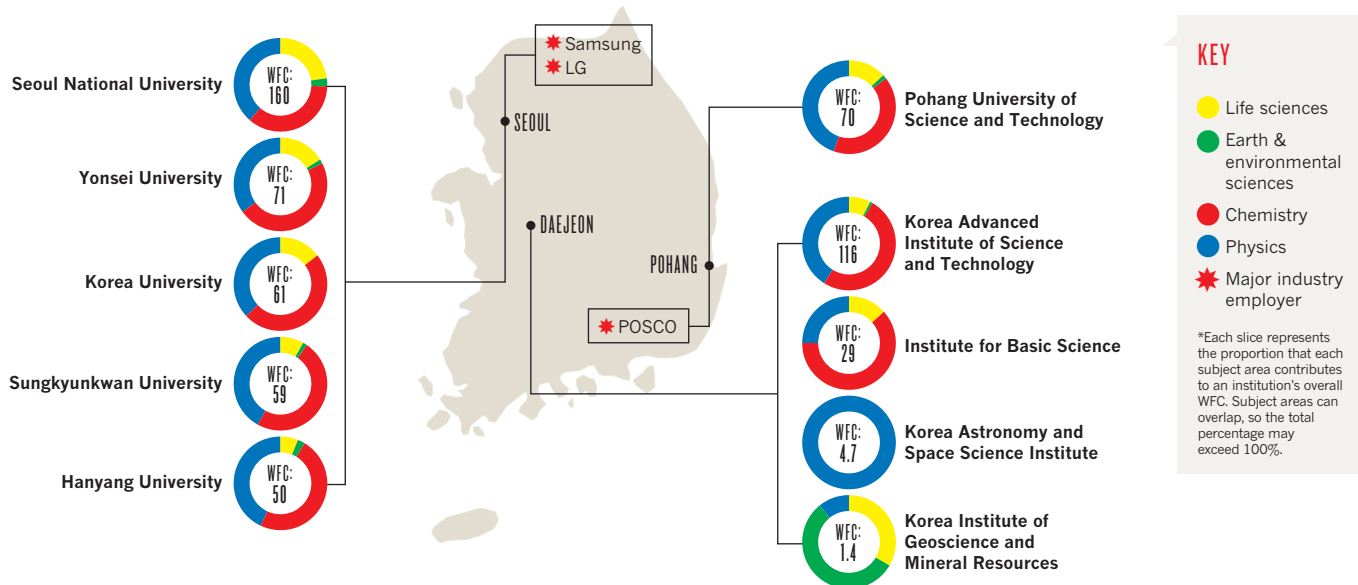 Seoul National University
WFC:
160
Yonsei University
WFC:
71
Korea University
WFC:
61
Sungkyunkwan University
WFC:
59
Hanyang University
WFC:
50
Samsung
LG
SEOUL
DAEJEON
POHANG
POSCO
WFC:
70
Pohang University of
Science and Technology
WFC:
116
Korea Advanced
Institute of Science
and Technology
WFC:
29
Institute for Basic Science
WFC:
4.7
Korea Astronomy and
Space Science Institute
WFC:
1.4
Korea Institute of
Geoscience and
Mineral Resources
KEY
Life sciences
Earth &
environmental
sciences
Chemistry
Physics
Major industry
employer
*Each slice represents
the proportion that each
subject area contributes
to an institution's overall
WFC. Subject areas can
overlap, so the total
percentage may
exceed 100%.